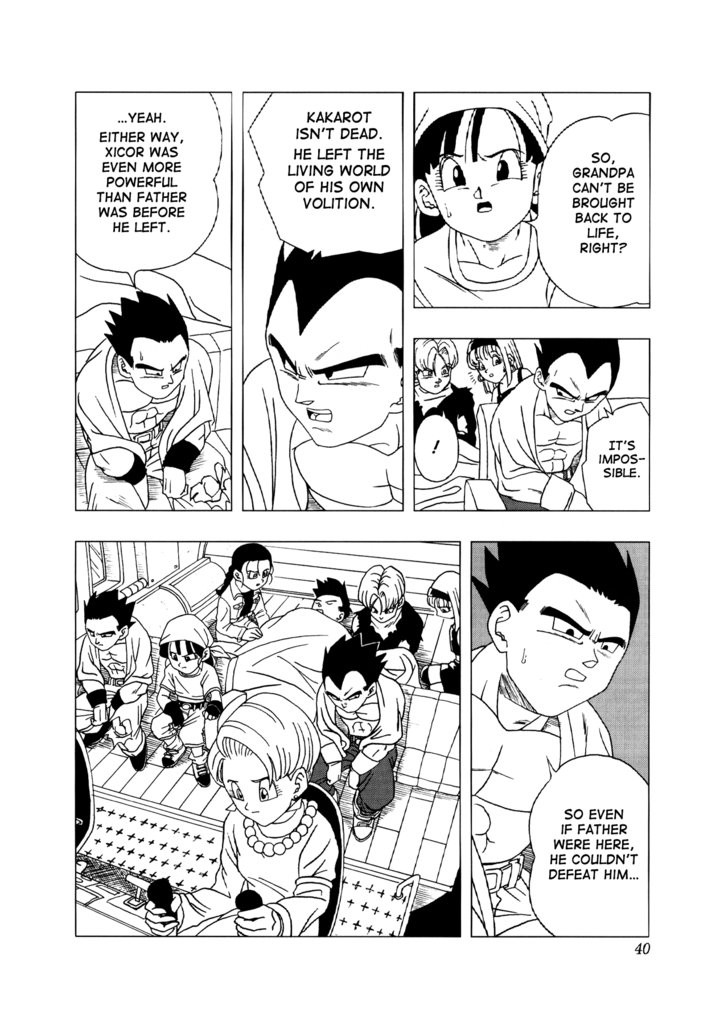 SO,
GRANDPA
CAN'T BE
BROUGHT
BACK TO
LIFE,
RIGHT?
!
IT'S
IMPOS-
SIBLE.
KAKAROT
ISN'T DEAD.
HE LEFT THE
LIVING WORLD
OF HIS OWN
VOLITION.
...YEAH.
EITHER WAY,
XICOR WAS
EVEN MORE
POWERFUL
THAN FATHER
WAS BEFORE
HE LEFT.
SO EVEN
IF FATHER
WERE HERE,
HE COULDN'T
DEFEAT HIM...
40